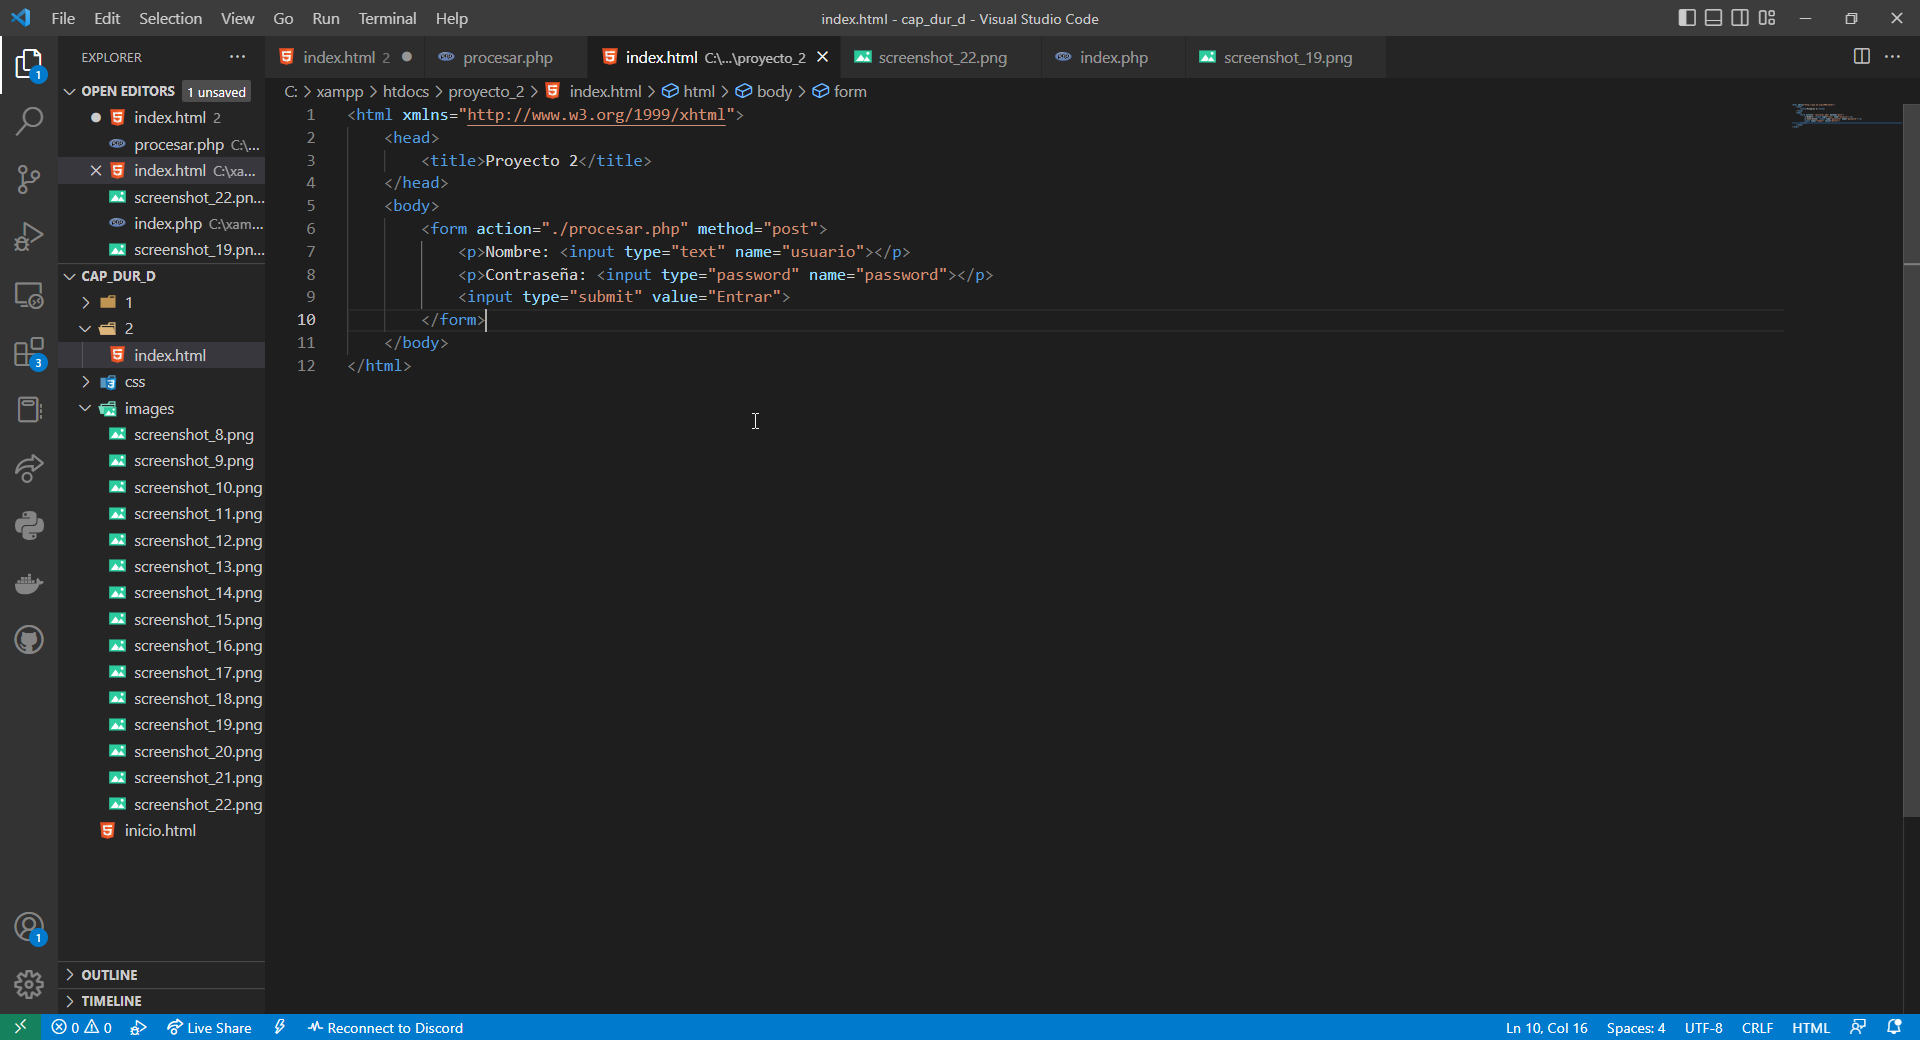 File Edit Selection View Go Run Terminal Help
index.html - cap_dur_d - Visual Studio Code
EXPLORER
index.html 2
procesar.php
index.html C:\...\proyecto_2
screenshot_22.png
index.php
screenshot_19.png
OPEN EDITORS 1 unsaved
index.html 2
procesar.php C:\...
index.html C:\xa...
screenshot_22.pn...
index.php C:\xam...
screenshot_19.pn...
CAP_DUR_D
1
2
index.html
css
images
screenshot_8.png
screenshot_9.png
screenshot_10.png
screenshot_11.png
screenshot_12.png
screenshot_13.png
screenshot_14.png
screenshot_15.png
screenshot_16.png
screenshot_17.png
screenshot_18.png
screenshot_19.png
screenshot_20.png
screenshot_21.png
screenshot_22.png
inicio.html
OUTLINE
TIMELINE
1
3
1
C: > xampp > htdocs > proyecto_2 > index.html > html > body > form
1 <html xmlns="http://www.w3.org/1999/xhtml">
2 <head>
3 <title>Proyecto 2</title>
4 </head>
5 <body>
6 <form action="./procesar.php" method="post">
7 <p>Nombre: <input type="text" name="usuario"></p>
8 <p>Contraseña: <input type="password" name="password"></p>
9 <input type="submit" value="Entrar">
10 </form>
11 </body>
12 </html>
0 0 Live Share Reconnect to Discord
Ln 10, Col 16 Spaces: 4 UTF-8 CRLF HTML